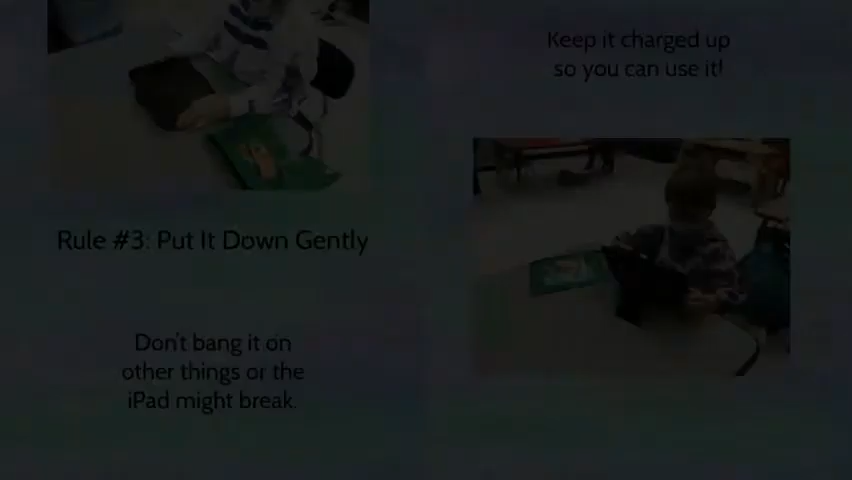 Rule #3: Put It Down Gently
Don't bang it on
other things or the
iPad might break.
Keep it charged up
so you can use it!